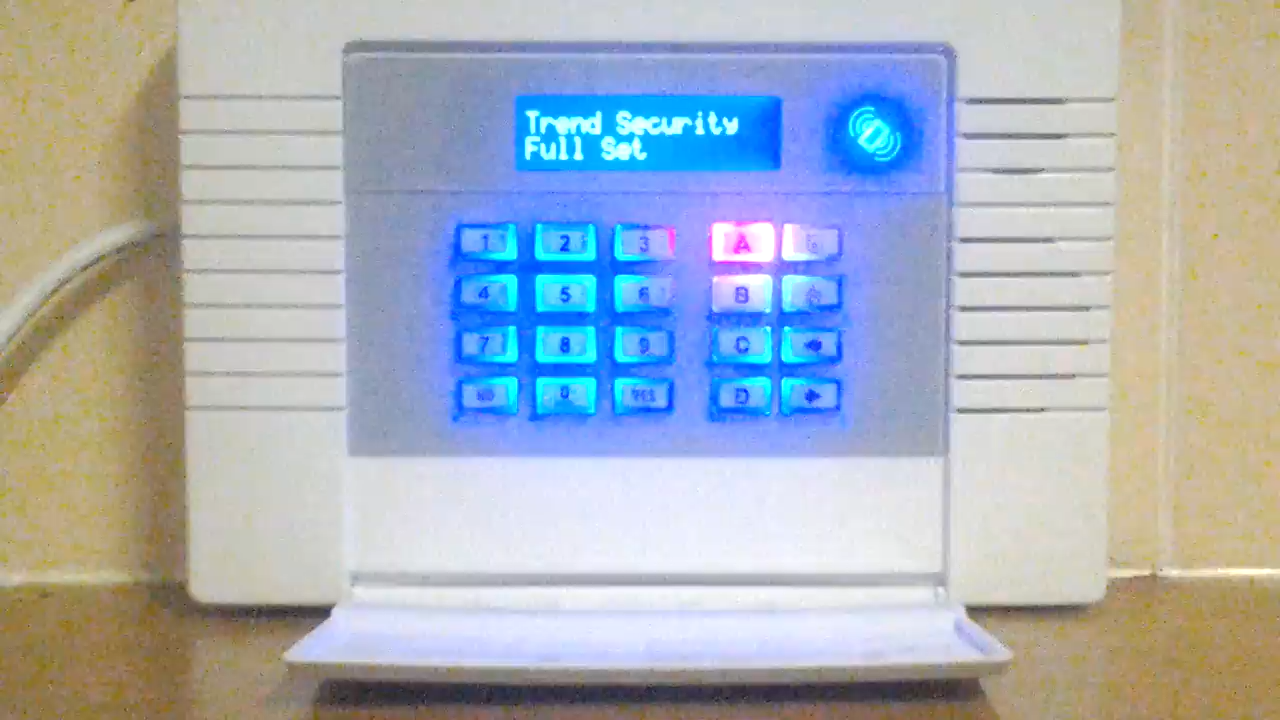 Trend Security
Full Set
1 2 3 A
4 5 6 B
7 8 9 C
NO 0 YES D